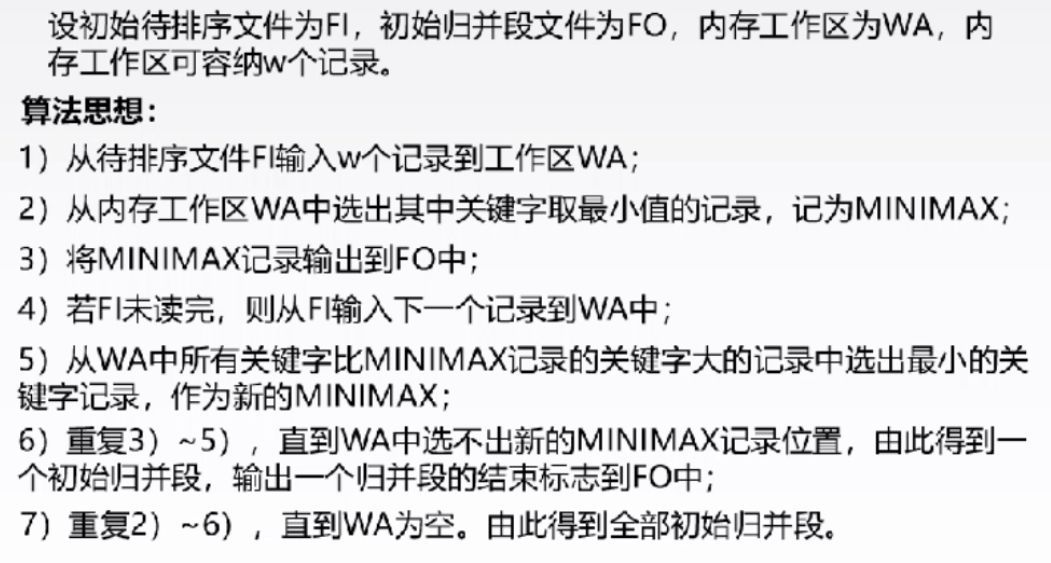 设初始待排序文件为FI，初始归并段文件为FO，内存工作区为WA，内
存工作区可容纳w个记录。
算法思想：
1）从待排序文件FI输入w个记录到工作区WA；
2）从内存工作区WA中选出其中关键字取最小值的记录，记为MINIMAX；
3）将MINIMAX记录输出到FO中；
4）若FI未读完，则从FI输入下一个记录到WA中；
5）从WA中所有关键字比MINIMAX记录的关键字大的记录中选出最小的关
键字记录，作为新的MINIMAX；
6）重复3）~5），直到WA中选不出新的MINIMAX记录位置，由此得到一
个初始归并段，输出一个归并段的结束标志到FO中；
7）重复2）~6），直到WA为空。由此得到全部初始归并段。